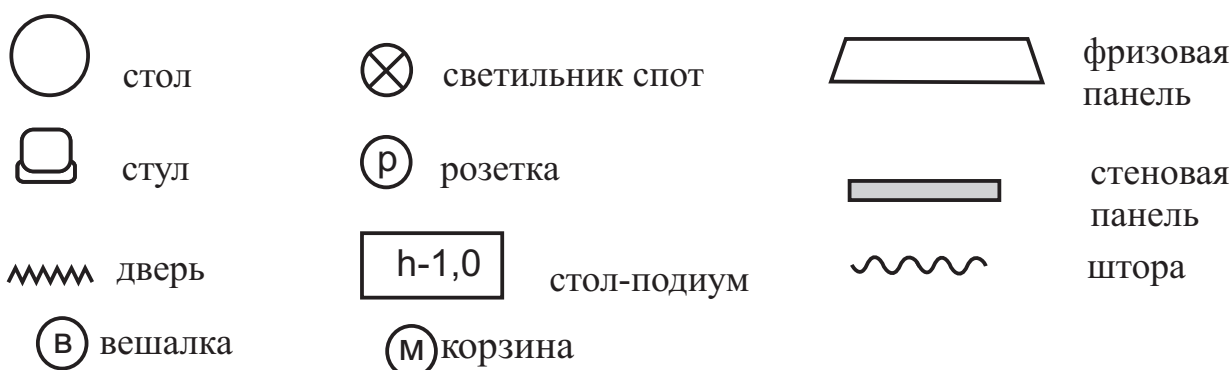 стол
светильник спот
фризовая
панель
стул
р
розетка
стеновая
панель
дверь
h-1,0
стол-подиум
штора
в
вешалка
м
корзина